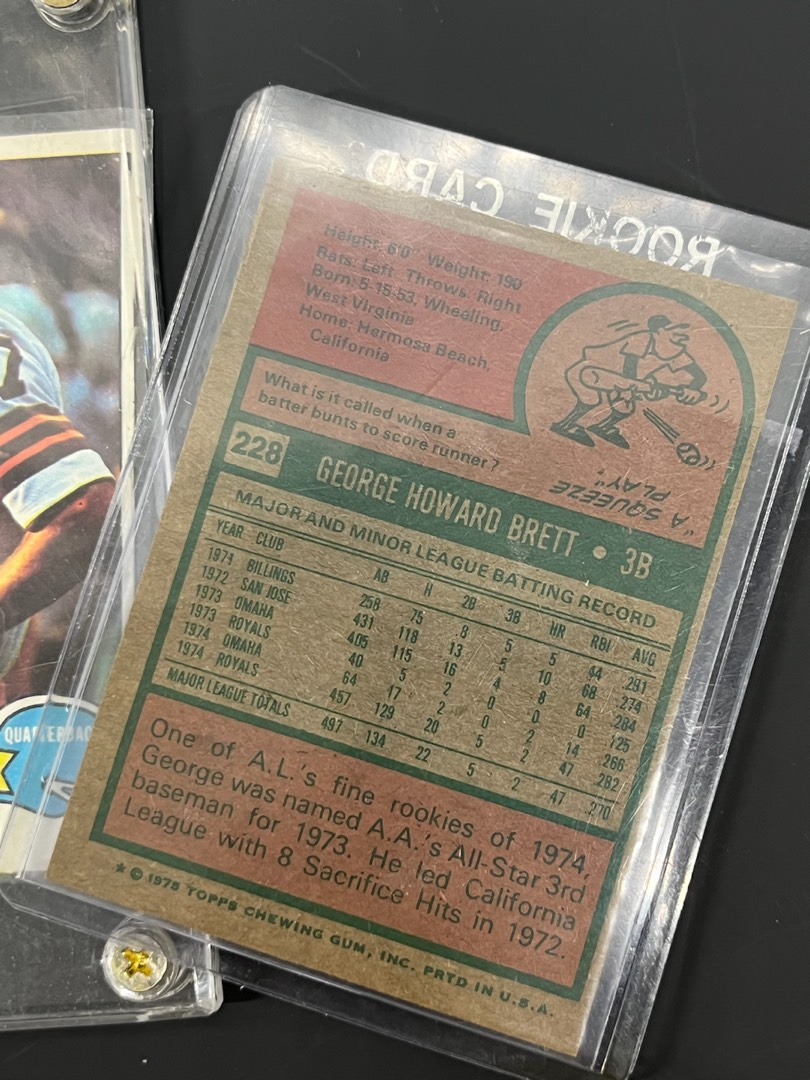 ROOKIE CARD
Height: 6'0" Weight: 190
Bats: Left Throws: Right
Born: 5-15-53, Wheeling,
West Virginia
Home: Hermosa Beach,
California
What is it called when a
batter bunts to score runner?
"A SQUEEZE
PLAY".
228 GEORGE HOWARD BRETT • 3B
MAJOR AND MINOR LEAGUE BATTING RECORD
YEAR CLUB AB H 2B 3B HR RBI AVG
1971 BILLINGS 258 75 8 5 5 44 .291
1972 SAN JOSE 431 118 13 5 10 68 .274
1973 OMAHA 405 115 16 4 8 64 .284
1973 ROYALS 40 5 2 0 0 0 .125
1974 OMAHA 64 17 2 0 2 14 .266
1974 ROYALS 457 129 20 5 2 47 .282
MAJOR LEAGUE TOTALS 497 134 22 5 2 47 .270
One of A.L.'s fine rookies of 1974,
George was named A.A.'s All-Star 3rd
baseman for 1973. He led California
League with 8 Sacrifice Hits in 1972.
* © 1975 TOPPS CHEWING GUM, INC. PRTD IN U.S.A.